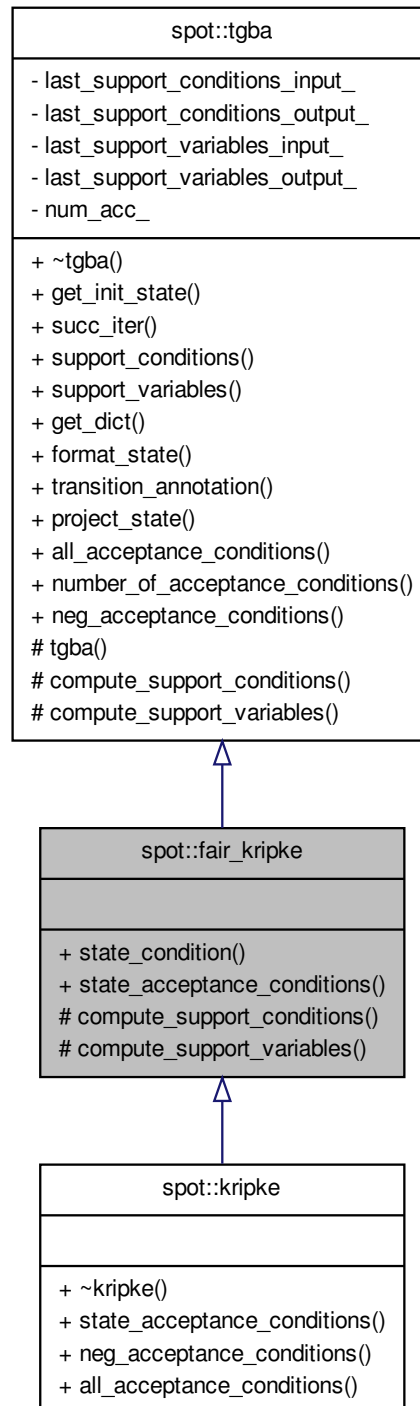 spot::tgba
- last_support_conditions_input_
- last_support_conditions_output_
- last_support_variables_input_
- last_support_variables_output_
- num_acc_
+ ~tgba()
+ get_init_state()
+ succ_iter()
+ support_conditions()
+ support_variables()
+ get_dict()
+ format_state()
+ transition_annotation()
+ project_state()
+ all_acceptance_conditions()
+ number_of_acceptance_conditions()
+ neg_acceptance_conditions()
# tgba()
# compute_support_conditions()
# compute_support_variables()
spot::fair_kripke
+ state_condition()
+ state_acceptance_conditions()
# compute_support_conditions()
# compute_support_variables()
spot::kripke
+ ~kripke()
+ state_acceptance_conditions()
+ neg_acceptance_conditions()
+ all_acceptance_conditions()